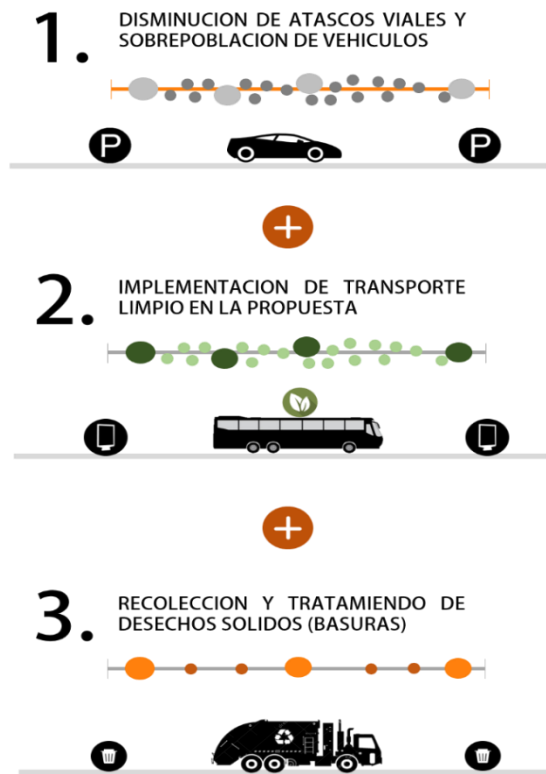 1.
DISMINUCION DE ATASCOS VIALES Y
SOBREPOBLACION DE VEHICULOS
P P
2.
IMPLEMENTACION DE TRANSPORTE
LIMPIO EN LA PROPUESTA
3.
RECOLECCION Y TRATAMIENDO DE
DESECHOS SOLIDOS (BASURAS)